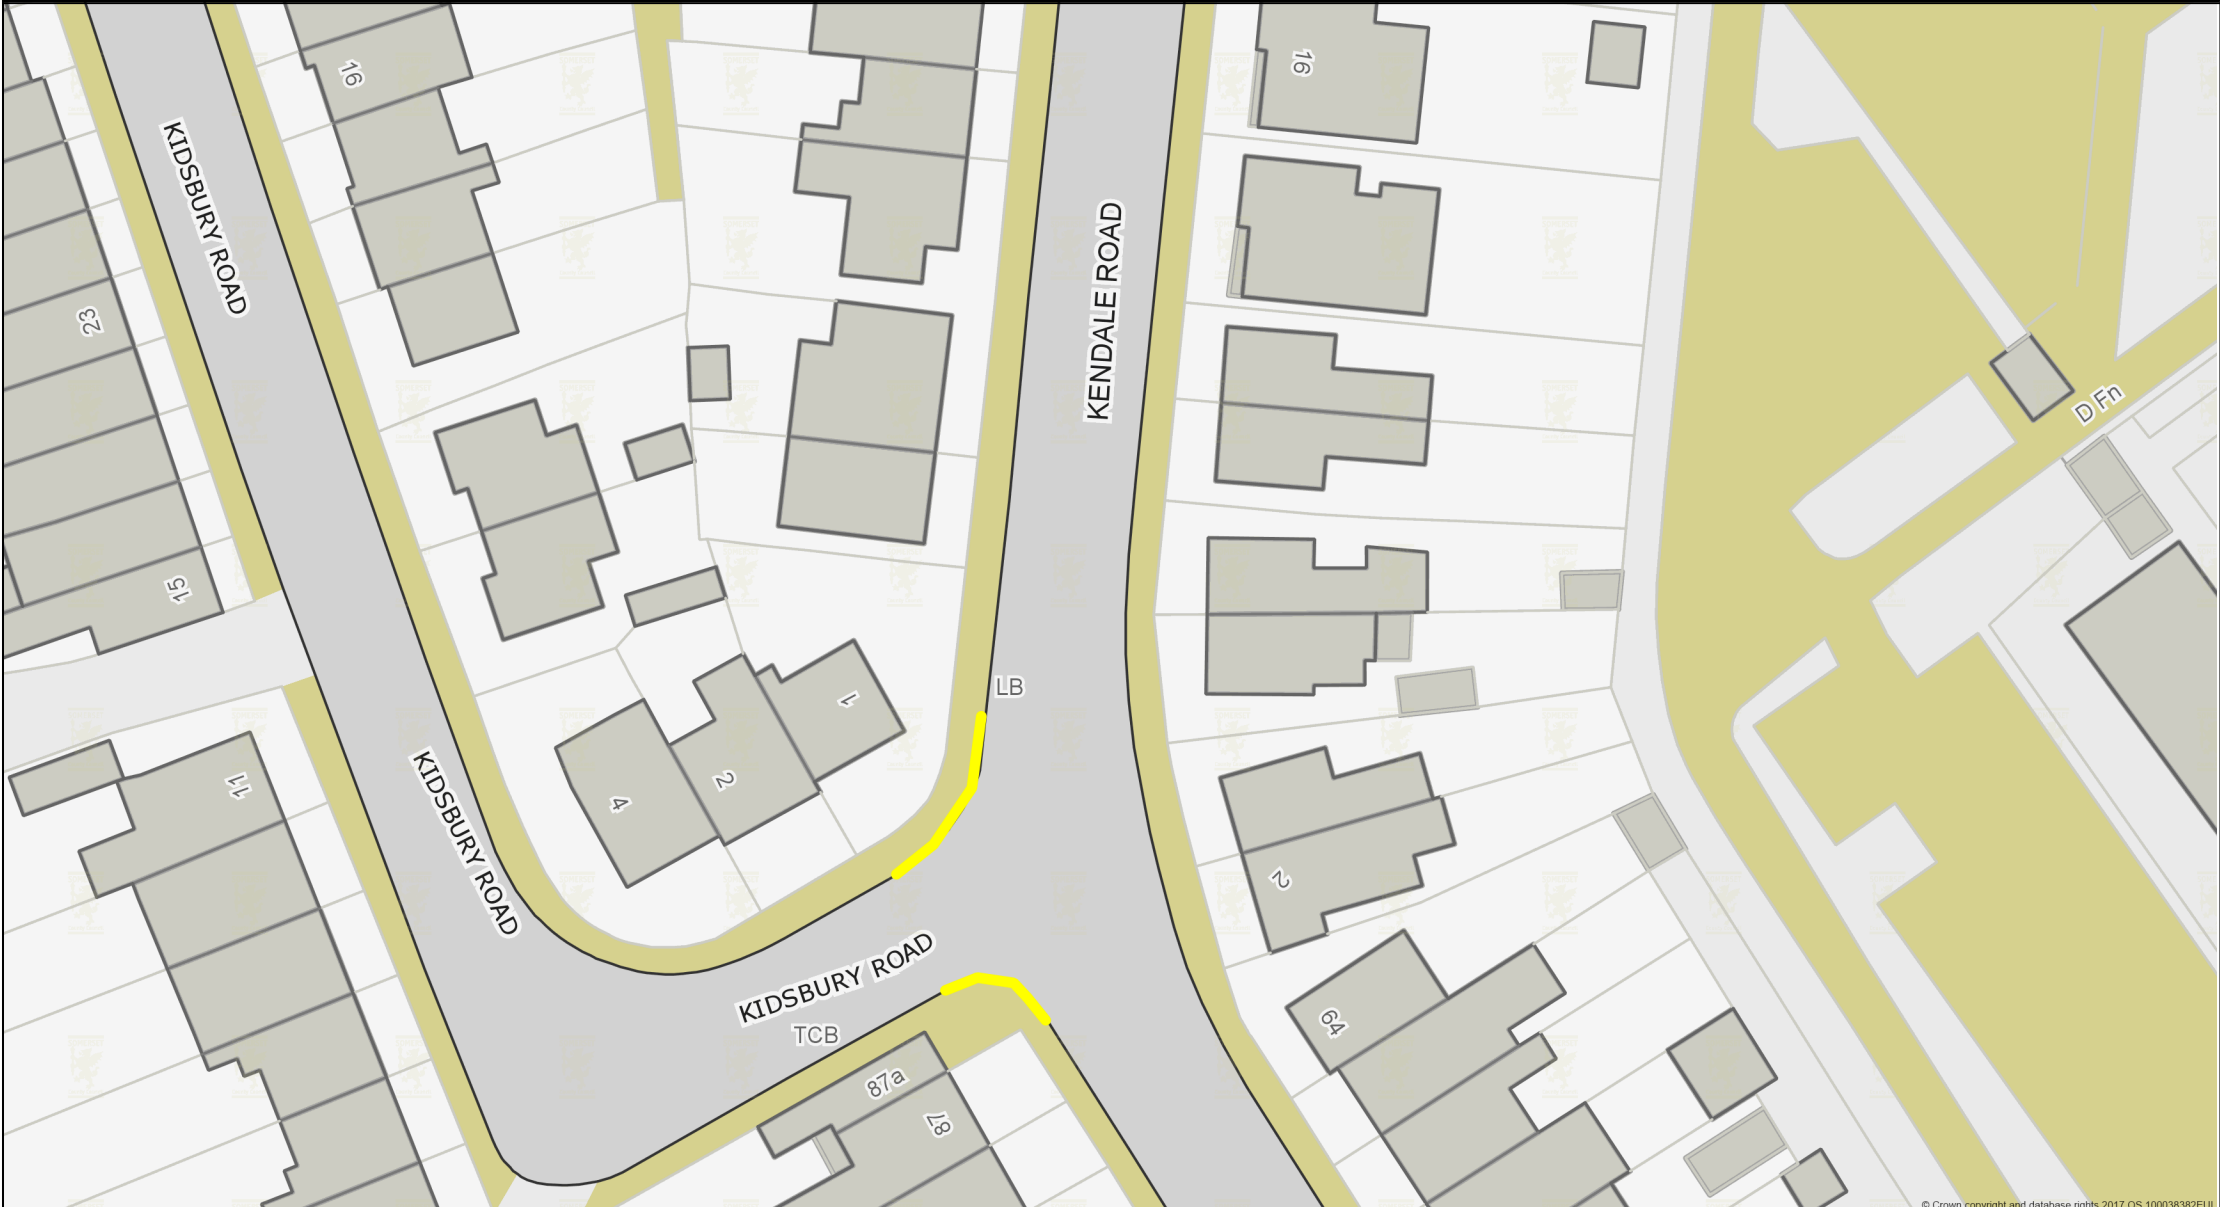 16
16
KIDSBURY ROAD
KENDALE ROAD
23
D Fn
15
LB
1
11
2
4
KIDSBURY ROAD
2
KIDSBURY ROAD
64
TCB
87a
87
© Crown copyright and database rights 2017 OS 100038382EUL